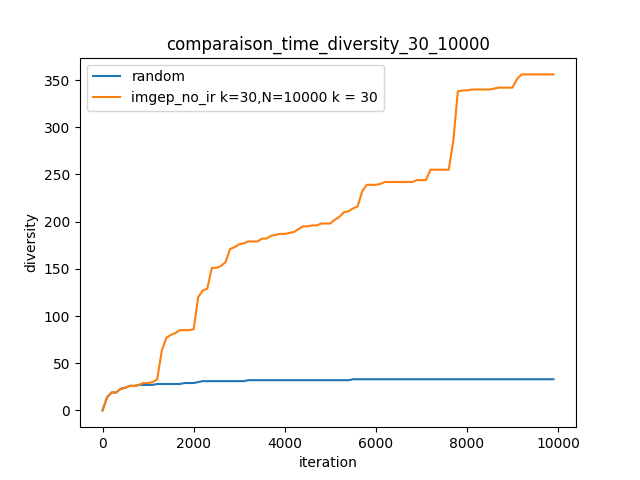 comparaison_time_diversity_30_10000
random
imgep_no_ir k=30,N=10000 k = 30
350
300
250
200
150
100
50
0
diversity
0 2000 4000 6000 8000 10000
iteration